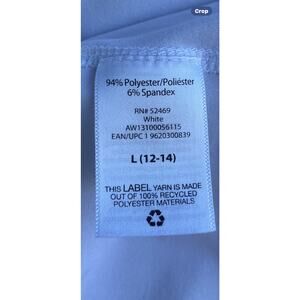 Crop
94% Polyester/Poliéster
6% Spandex
RN# 52469
White
AW13100056115
EAN/UPC 1 9620300839
L (12-14)
THIS LABEL YARN IS MADE
OUT OF 100% RECYCLED
POLYESTER MATERIALS